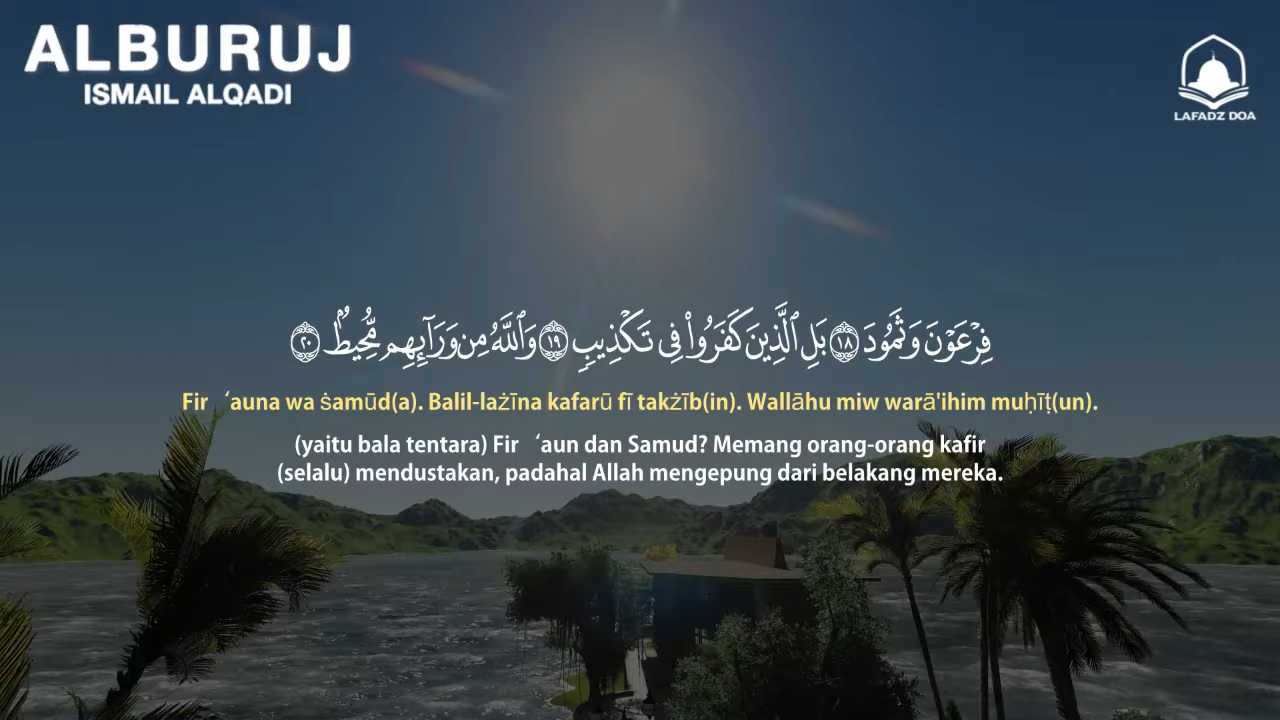 ALBURUJ
ISMAIL ALQADI
LAFADZ DOA
فِرْعَوْنَ وَثَمُودَ ١٨ بَلِ ٱلَّذِينَ كَفَرُوا۟ فِى تَكْذِيبٍ ١٩ وَٱللَّهُ مِن وَرَآئِهِم مُّحِيطٌۢ ٢٠
Fir ‘auna wa ṡamūd(a). Balil-lażīna kafarū fī takżīb(in). Wallāhu miw warā'ihim muḥīṭ(un).
(yaitu bala tentara) Fir ‘aun dan Samud? Memang orang-orang kafir
(selalu) mendustakan, padahal Allah mengepung dari belakang mereka.